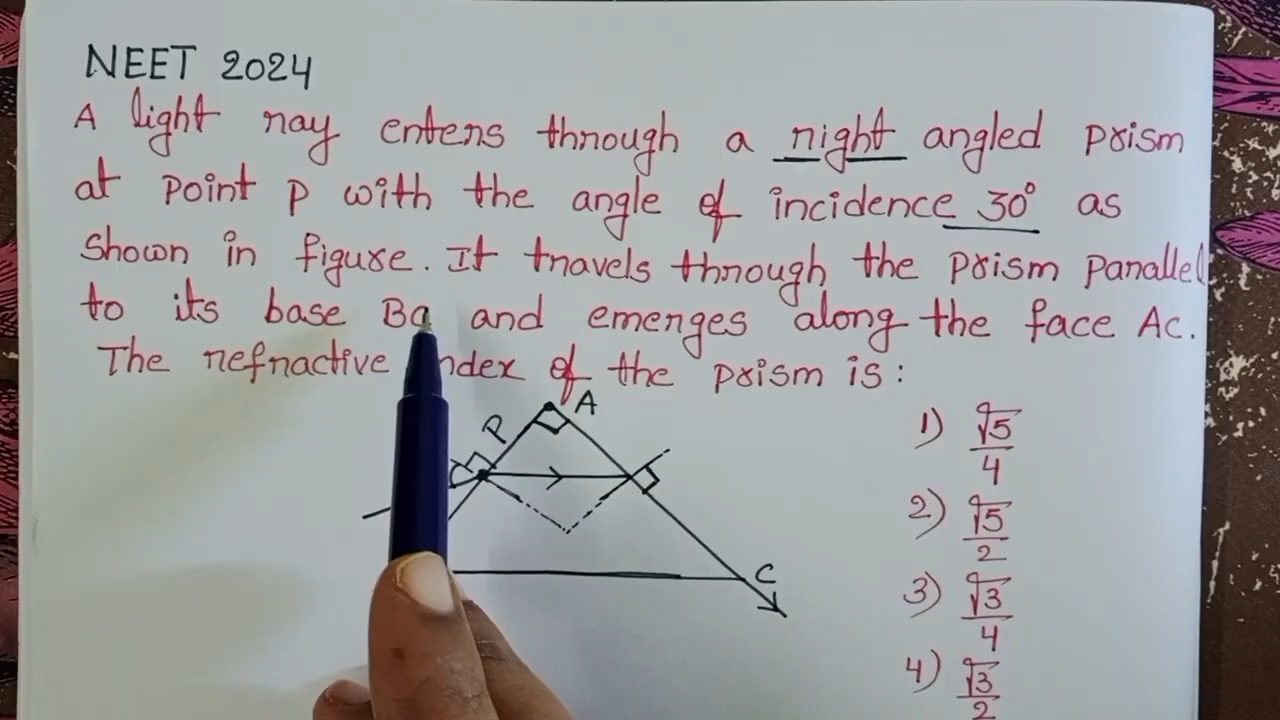 NEET 2024
A light ray enters through a right angled prism
at point P with the angle of incidence 30° as
shown in figure. It travels through the prism parallel
to its base BC and emerges along the face AC.
The refractive index of the prism is:
A
P
C
1) √5/4
2) √5/2
3) √3/4
4) √3/2